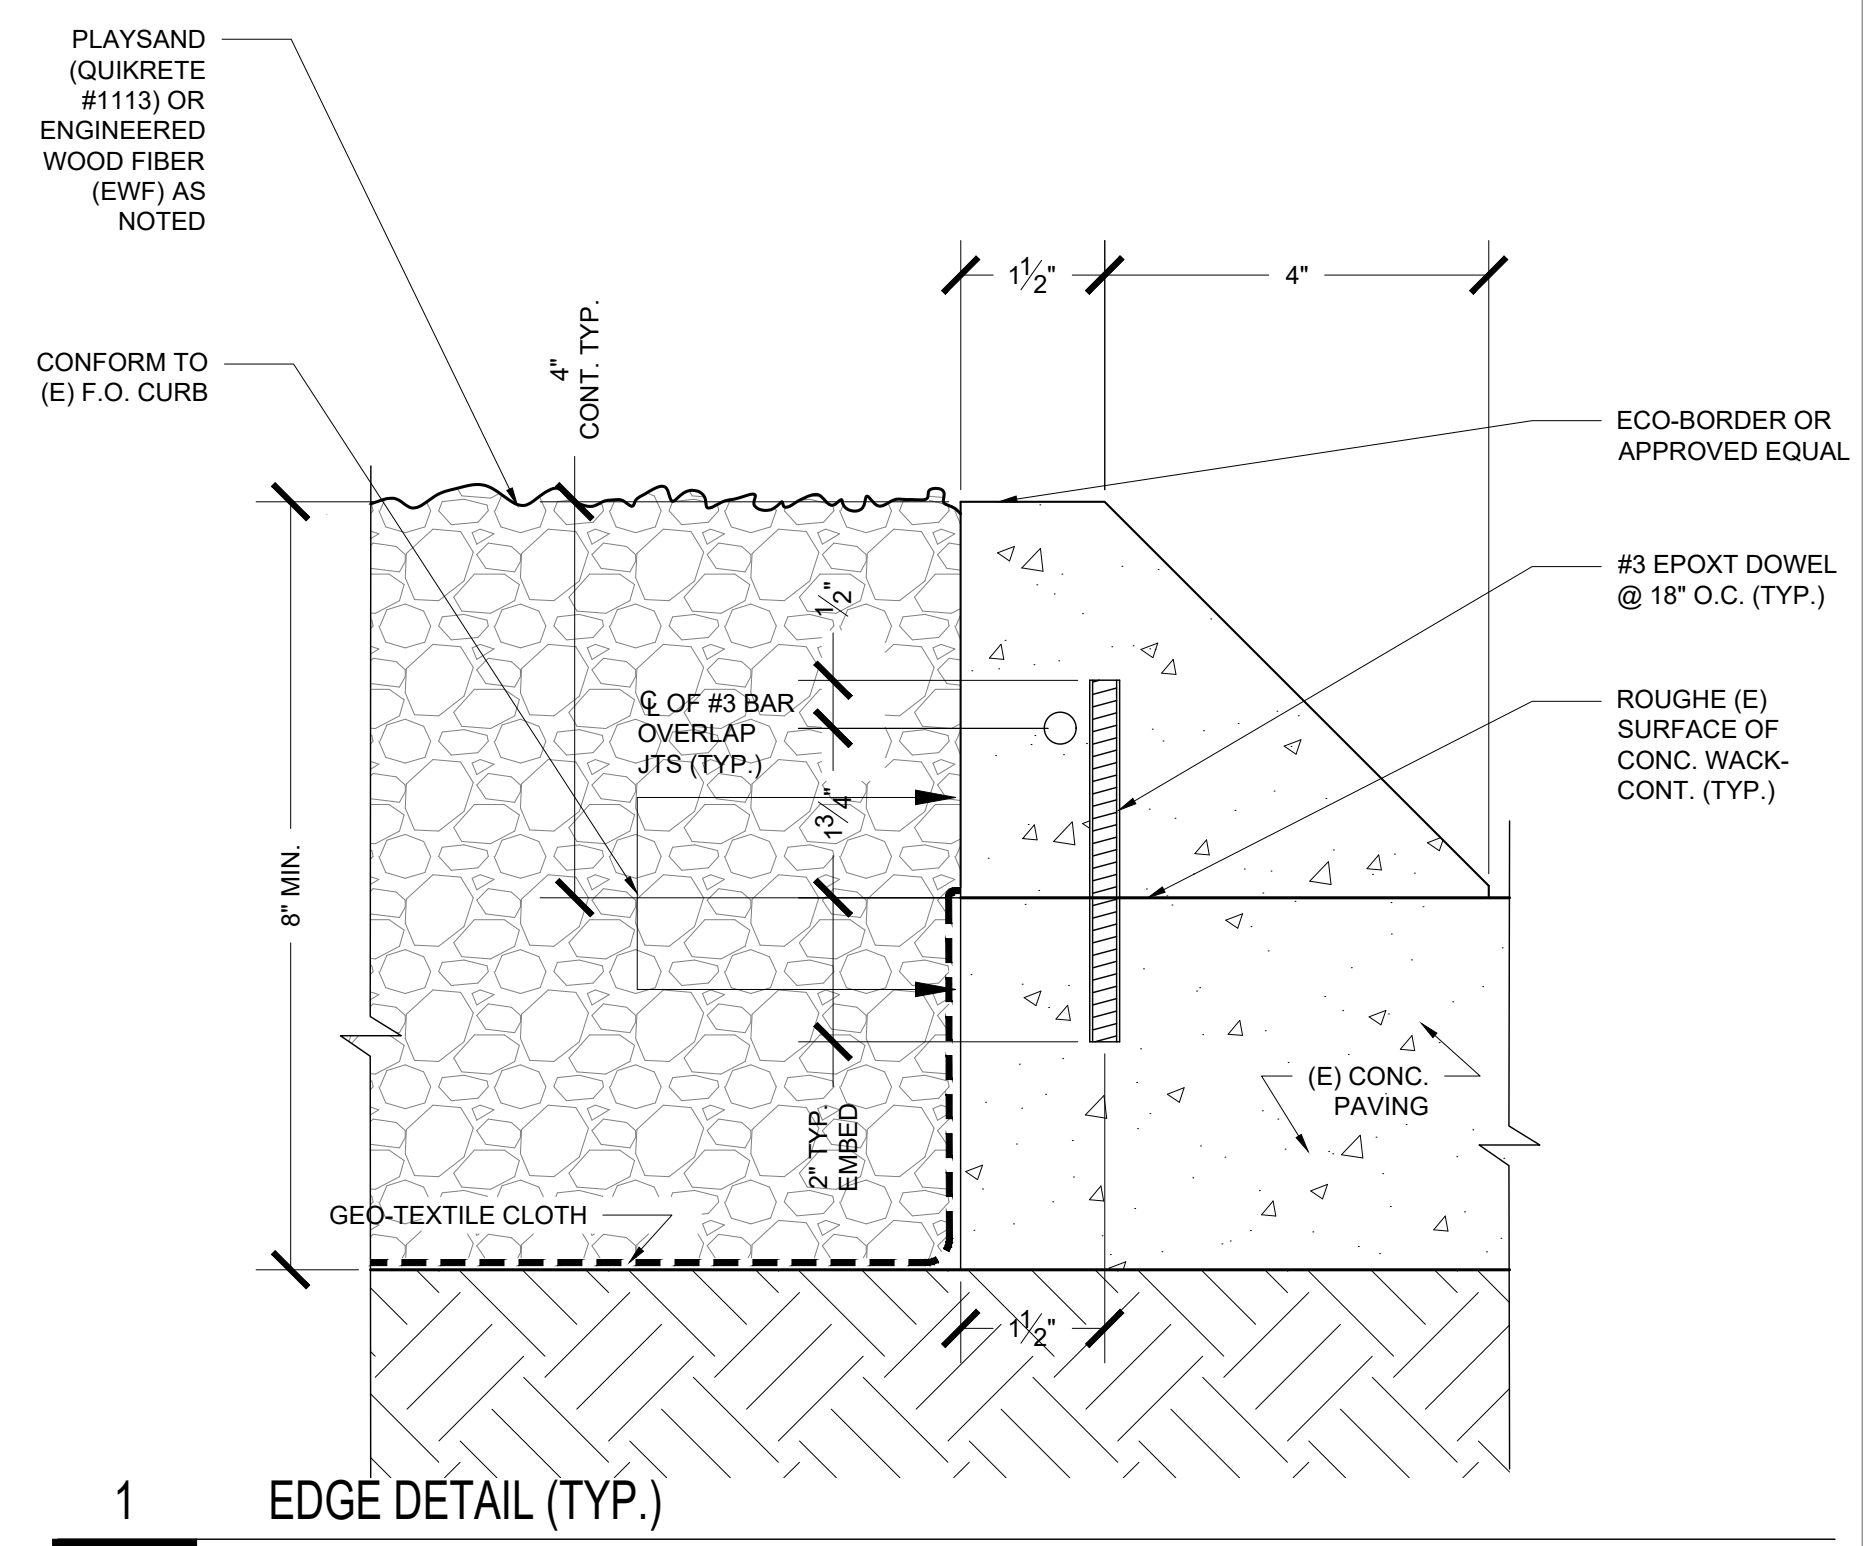 PLAYSAND
(QUIKRETE
#1113) OR
ENGINEERED
WOOD FIBER
(EWF) AS
NOTED
1½"
4"
4"
CONT. TYP.
CONFORM TO
(E) F.O. CURB
ECO-BORDER OR
APPROVED EQUAL
#3 EPOXT DOWEL
@ 18" O.C. (TYP.)
½"
℄ OF #3 BAR
OVERLAP
JTS (TYP.)
ROUGHE (E)
SURFACE OF
CONC. WACK-
CONT. (TYP.)
1¾"
8" MIN.
(E) CONC.
PAVING
2" TYP.
EMBED
GEO-TEXTILE CLOTH
1½"
1
EDGE DETAIL (TYP.)